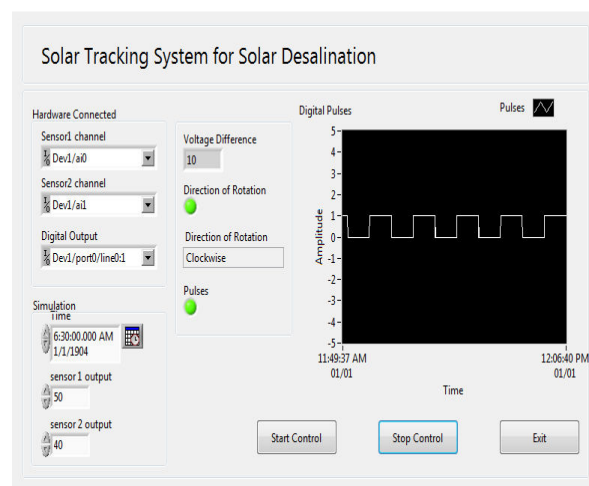 Solar Tracking System for Solar Desalination
Hardware Connected
Sensor1 channel
Dev1/ai0
Sensor2 channel
Dev1/ai1
Digital Output
Dev1/port0/line0:1
Simulation
Time
6:30:00.000 AM
1/1/1904
sensor 1 output
50
sensor 2 output
40
Voltage Difference
10
Direction of Rotation
Direction of Rotation
Clockwise
Pulses
Digital Pulses
Pulses
Amplitude
5
4
3
2
1
0
-1
-2
-3
-4
-5
11:49:37 AM
01/01
12:06:40 PM
01/01
Time
Start Control
Stop Control
Exit